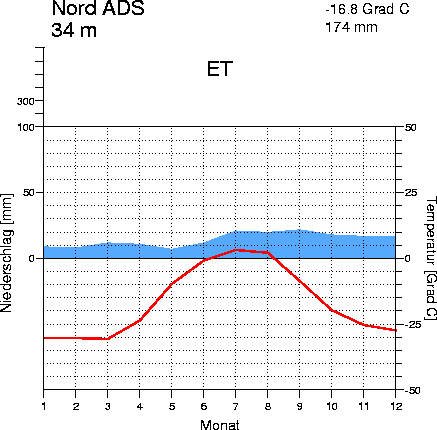 Nord ADS
34 m
-16.8 Grad C
174 mm
ET
300
100
50
0
50
25
0
-25
-50
Niederschlag [mm]
Temperatur [Grad C]
1 2 3 4 5 6 7 8 9 10 11 12
Monat